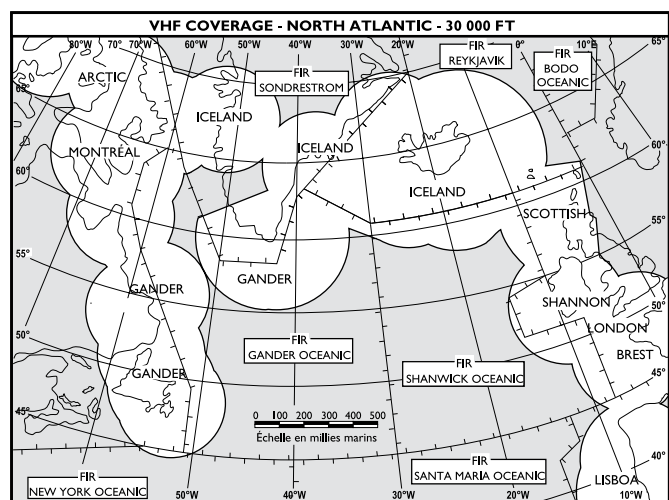 VHF COVERAGE - NORTH ATLANTIC - 30 000 FT
80°W 70° 70°W 60°W 50°W 40°W 30°W 20°W 0° 10°E
FIR
REYKJAVIK
FIR
BODO
OCEANIC
FIR
SONDRESTROM
ARCTIC
65°
65°
ICELAND
MONTRÉAL
ICELAND
60°
60°
ICELAND
SCOTTISH
55°
55°
GANDER
GANDER
SHANNON
50°
LONDON
50°
FIR
GANDER OCEANIC
BREST
GANDER
FIR
SHANWICK OCEANIC
45°
45°
0 100 200 300 400 500
Échelle en millies marins
40°
FIR
NEW YORK OCEANIC
FIR
SANTA MARIA OCEANIC
LISBOA
50°W 40°W 30°W 20°W 10°W